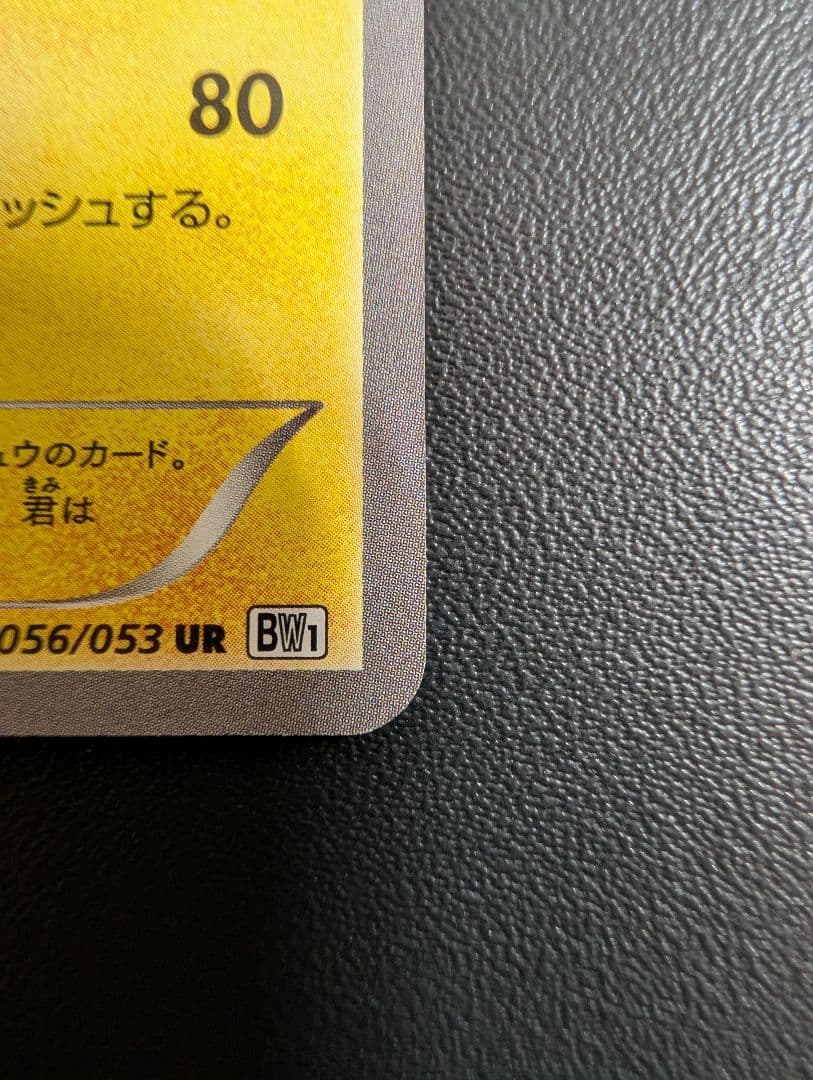 80
ッシュする。
ュウのカード。
きみ
君は
056/053 UR BW1